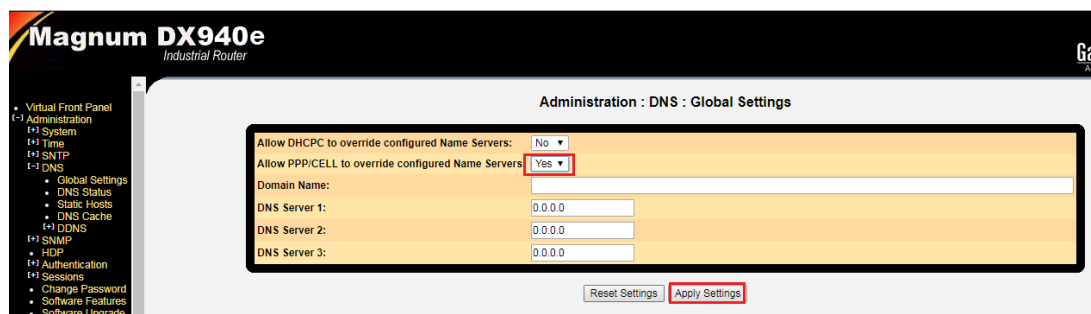 Magnum DX940e
Industrial Router
Virtual Front Panel
[-] Administration
[+] System
[+] Time
[+] SNTP
[-] DNS
Global Settings
DNS Status
Static Hosts
DNS Cache
[+] DDNS
[+] SNMP
HDP
[+] Authentication
[+] Sessions
Change Password
Software Features
Software Upgrade
Administration : DNS : Global Settings
Allow DHCPC to override configured Name Servers: No
Allow PPP/CELL to override configured Name Servers Yes
Domain Name:
DNS Server 1: 0.0.0.0
DNS Server 2: 0.0.0.0
DNS Server 3: 0.0.0.0
Reset Settings Apply Settings